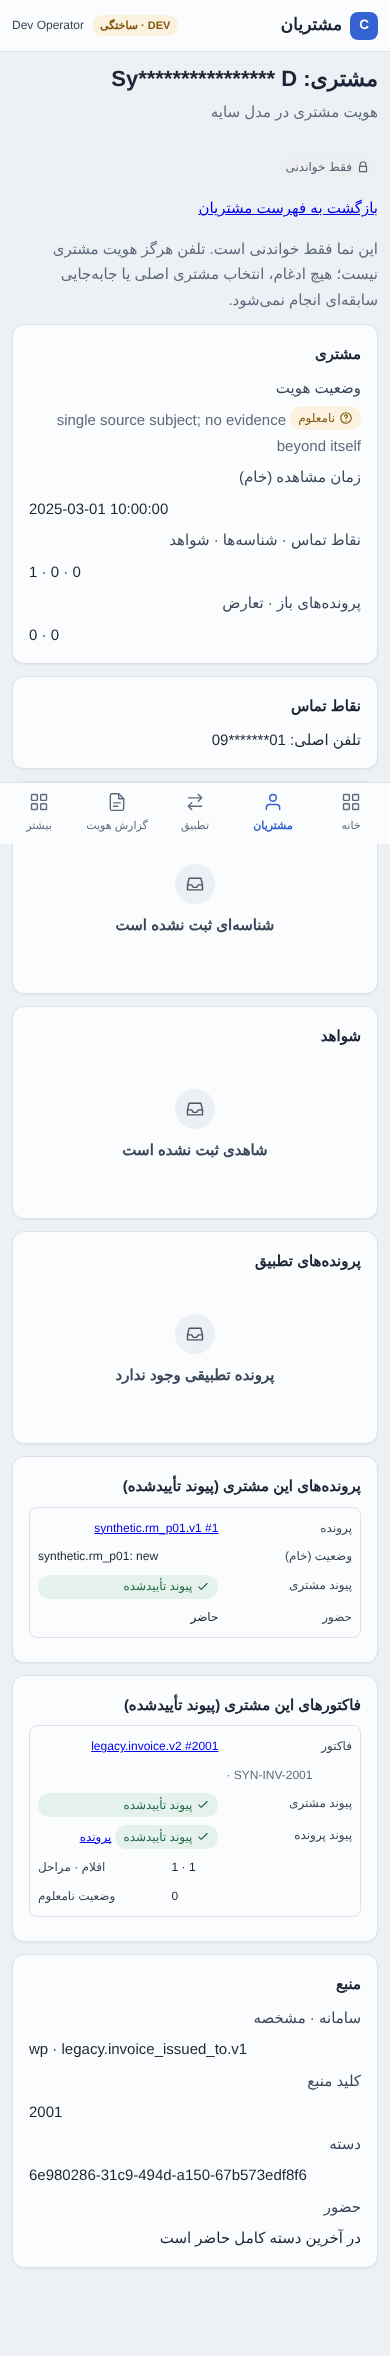 C
مشتریان
DEV · ساختگی
Dev Operator
مشتری: Sy**************** D
هویت مشتری در مدل سایه
فقط خواندنی
بازگشت به فهرست مشتریان
این نما فقط خواندنی است. تلفن هرگز هویت مشتری
نیست؛ هیچ ادغام، انتخاب مشتری اصلی یا جابه‌جایی
سابقه‌ای انجام نمی‌شود.
مشتری
وضعیت هویت
نامعلوم single source subject; no evidence
beyond itself
زمان مشاهده (خام)
2025-03-01 10:00:00
نقاط تماس · شناسه‌ها · شواهد
1 · 0 · 0
پرونده‌های باز · تعارض
0 · 0
نقاط تماس
تلفن اصلی: 09*******01
خانه
مشتریان
تطبیق
گزارش هویت
بیشتر
شناسه‌ای ثبت نشده است
شواهد
شاهدی ثبت نشده است
پرونده‌های تطبیق
پرونده تطبیقی وجود ندارد
پرونده‌های این مشتری (پیوند تأییدشده)
پرونده synthetic.rm_p01.v1 #1
وضعیت (خام) synthetic.rm_p01: new
پیوند مشتری پیوند تأییدشده
حضور حاضر
فاکتورهای این مشتری (پیوند تأییدشده)
فاکتور legacy.invoice.v2 #2001
· SYN-INV-2001
پیوند مشتری پیوند تأییدشده
پیوند پرونده پیوند تأییدشده پرونده
1 · 1 اقلام · مراحل
0 وضعیت نامعلوم
منبع
سامانه · مشخصه
wp · legacy.invoice_issued_to.v1
کلید منبع
2001
دسته
6e980286-31c9-494d-a150-67b573edf8f6
حضور
در آخرین دسته کامل حاضر است